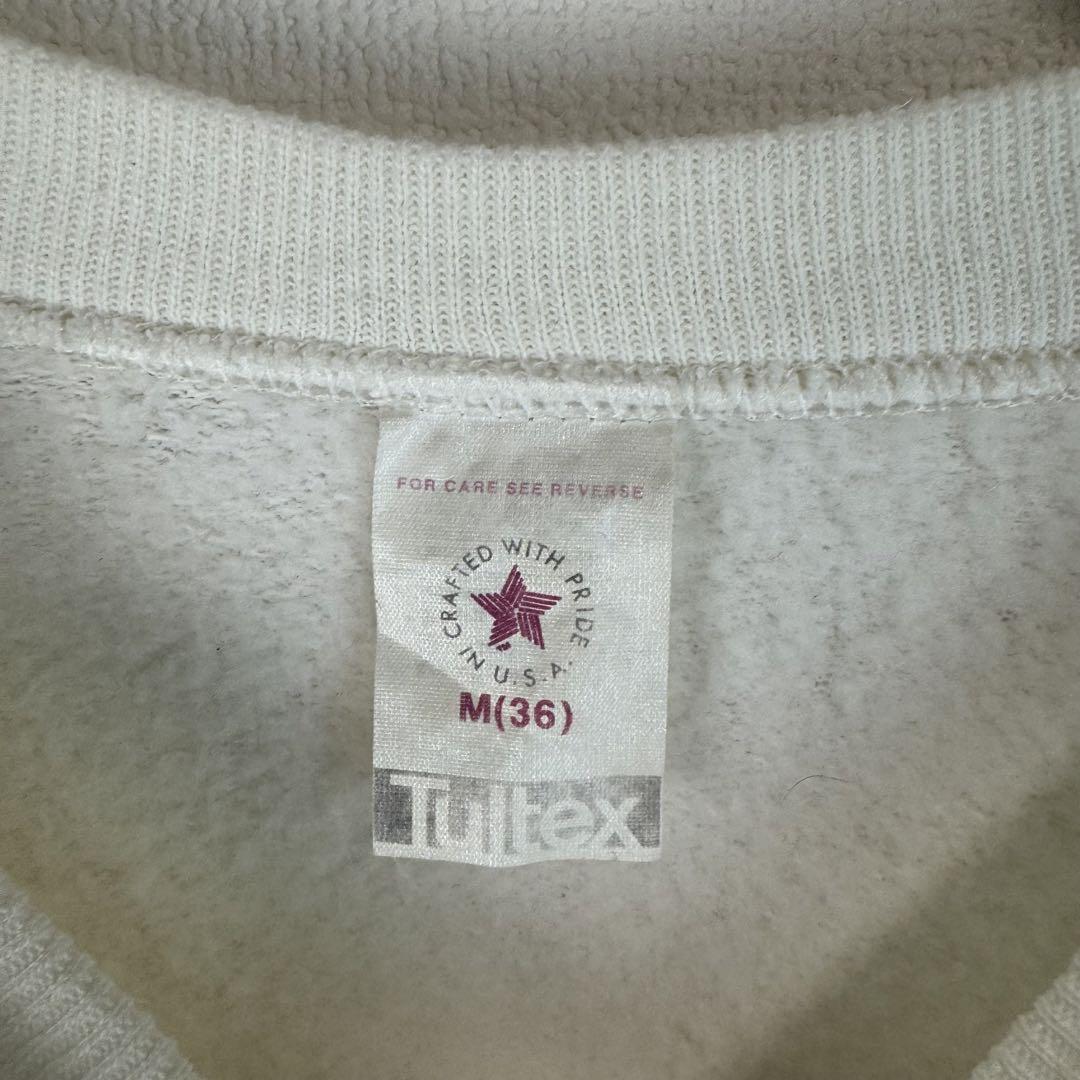 FOR CARE SEE REVERSE
CRAFTED WITH PRIDE
IN U.S.A.
M(36)
Tultex